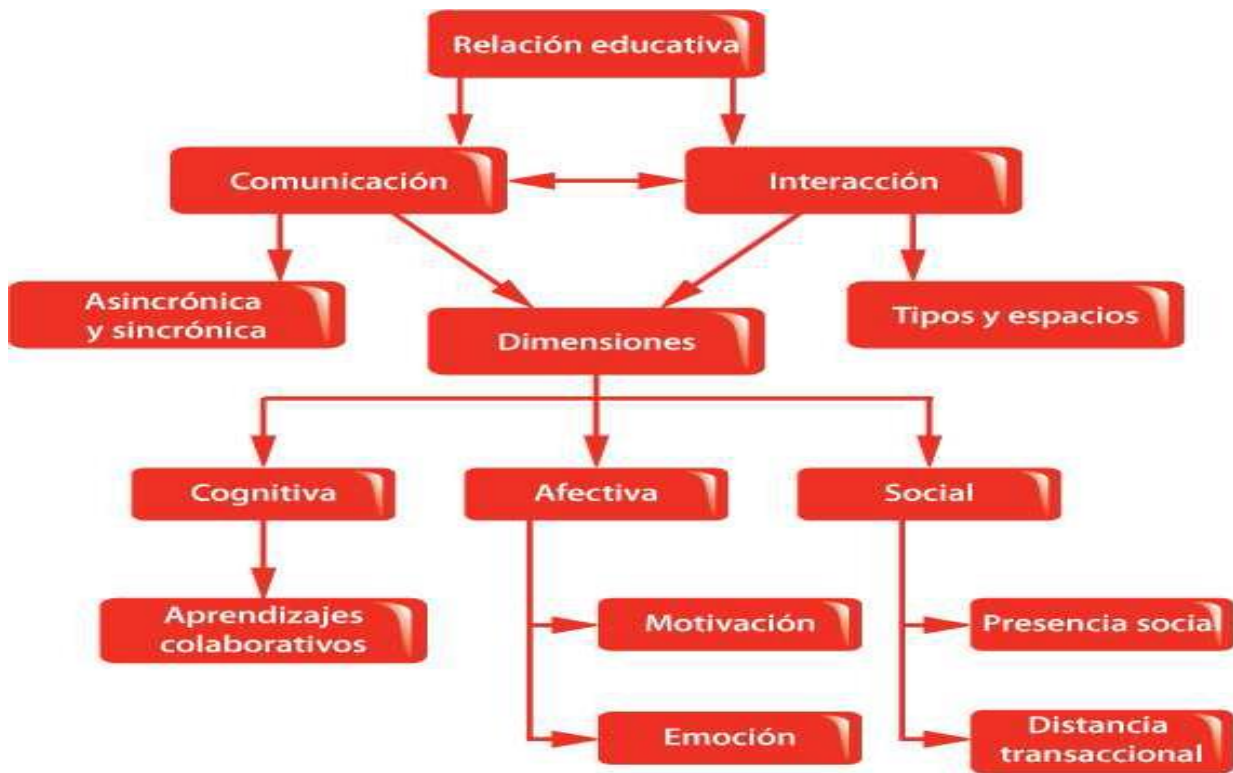 Relación educativa
Comunicación
Interacción
Asincrónica
y sincrónica
Dimensiones
Tipos y espacios
Cognitiva
Afectiva
Social
Aprendizajes
colaborativos
Motivación
Presencia social
Emoción
Distancia
transaccional